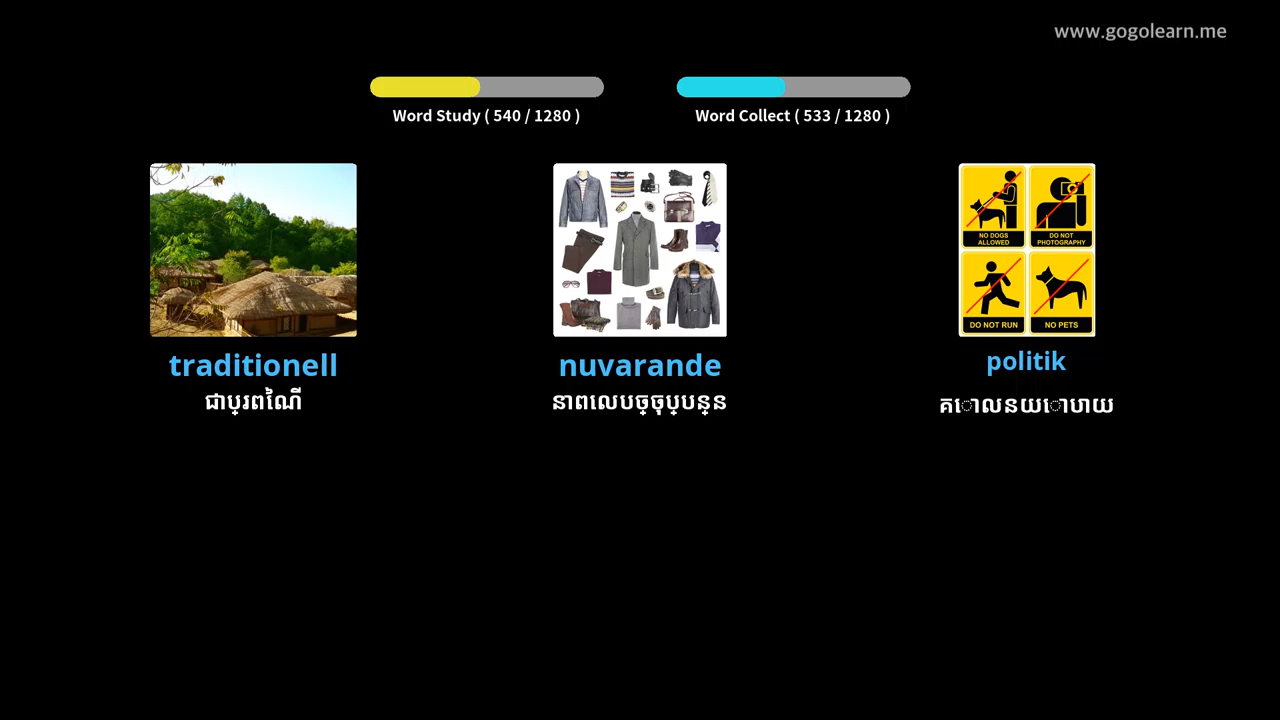 www.gogolearn.me
Word Study ( 540 / 1280 )
Word Collect ( 533 / 1280 )
NO DOGS ALLOWED
DO NOT PHOTOGRAPHY
DO NOT RUN
NO PETS
traditionell
nuvarande
politik
ជាប្រពណី
នាពេលបច្ចុប្បន្ន
គោលនយោបាយ